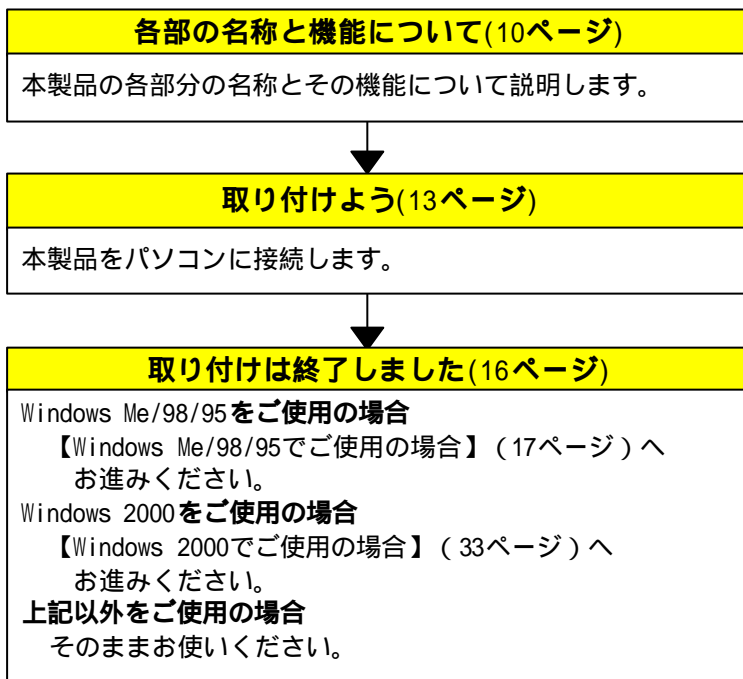 各部の名称と機能について(10ページ)
本製品の各部分の名称とその機能について説明します。
取り付けよう(13ページ)
本製品をパソコンに接続します。
取り付けは終了しました(16ページ)
Windows Me/98/95をご使用の場合
【Windows Me/98/95でご使用の場合】(17ページ)へ
お進みください。
Windows 2000をご使用の場合
【Windows 2000でご使用の場合】(33ページ)へ
お進みください。
上記以外をご使用の場合
そのままお使いください。